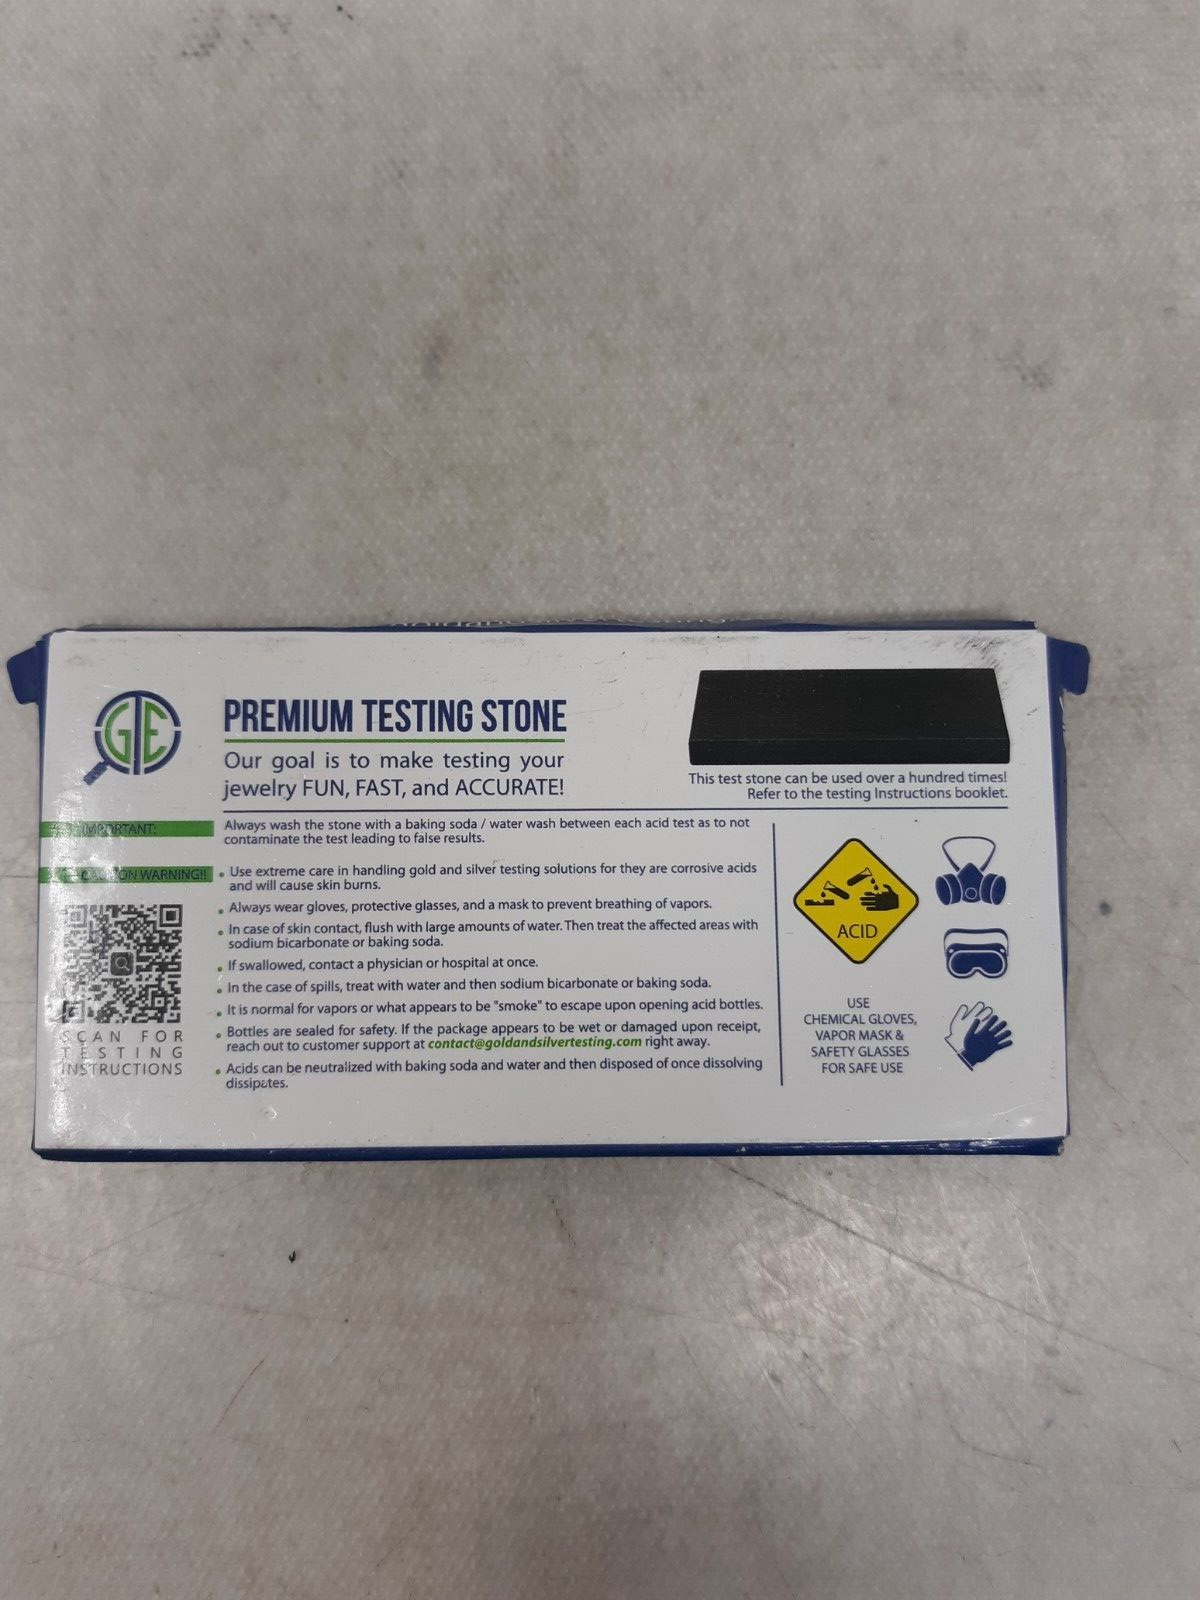 GTE
PREMIUM TESTING STONE
Our goal is to make testing your
jewelry FUN, FAST, and ACCURATE!
This test stone can be used over a hundred times!
Refer to the testing Instructions booklet.
IMPORTANT:
Always wash the stone with a baking soda / water wash between each acid test as to not
contaminate the test leading to false results.
CAUTION WARNING!!
• Use extreme care in handling gold and silver testing solutions for they are corrosive acids
and will cause skin burns.
• Always wear gloves, protective glasses, and a mask to prevent breathing of vapors.
• In case of skin contact, flush with large amounts of water. Then treat the affected areas with
sodium bicarbonate or baking soda.
• If swallowed, contact a physician or hospital at once.
• In the case of spills, treat with water and then sodium bicarbonate or baking soda.
• It is normal for vapors or what appears to be "smoke" to escape upon opening acid bottles.
• Bottles are sealed for safety. If the package appears to be wet or damaged upon receipt,
reach out to customer support at contact@goldandsilvertesting.com right away.
• Acids can be neutralized with baking soda and water and then disposed of once dissolving
dissipates.
SCAN FOR
TESTING
INSTRUCTIONS
ACID
USE
CHEMICAL GLOVES,
VAPOR MASK &
SAFETY GLASSES
FOR SAFE USE